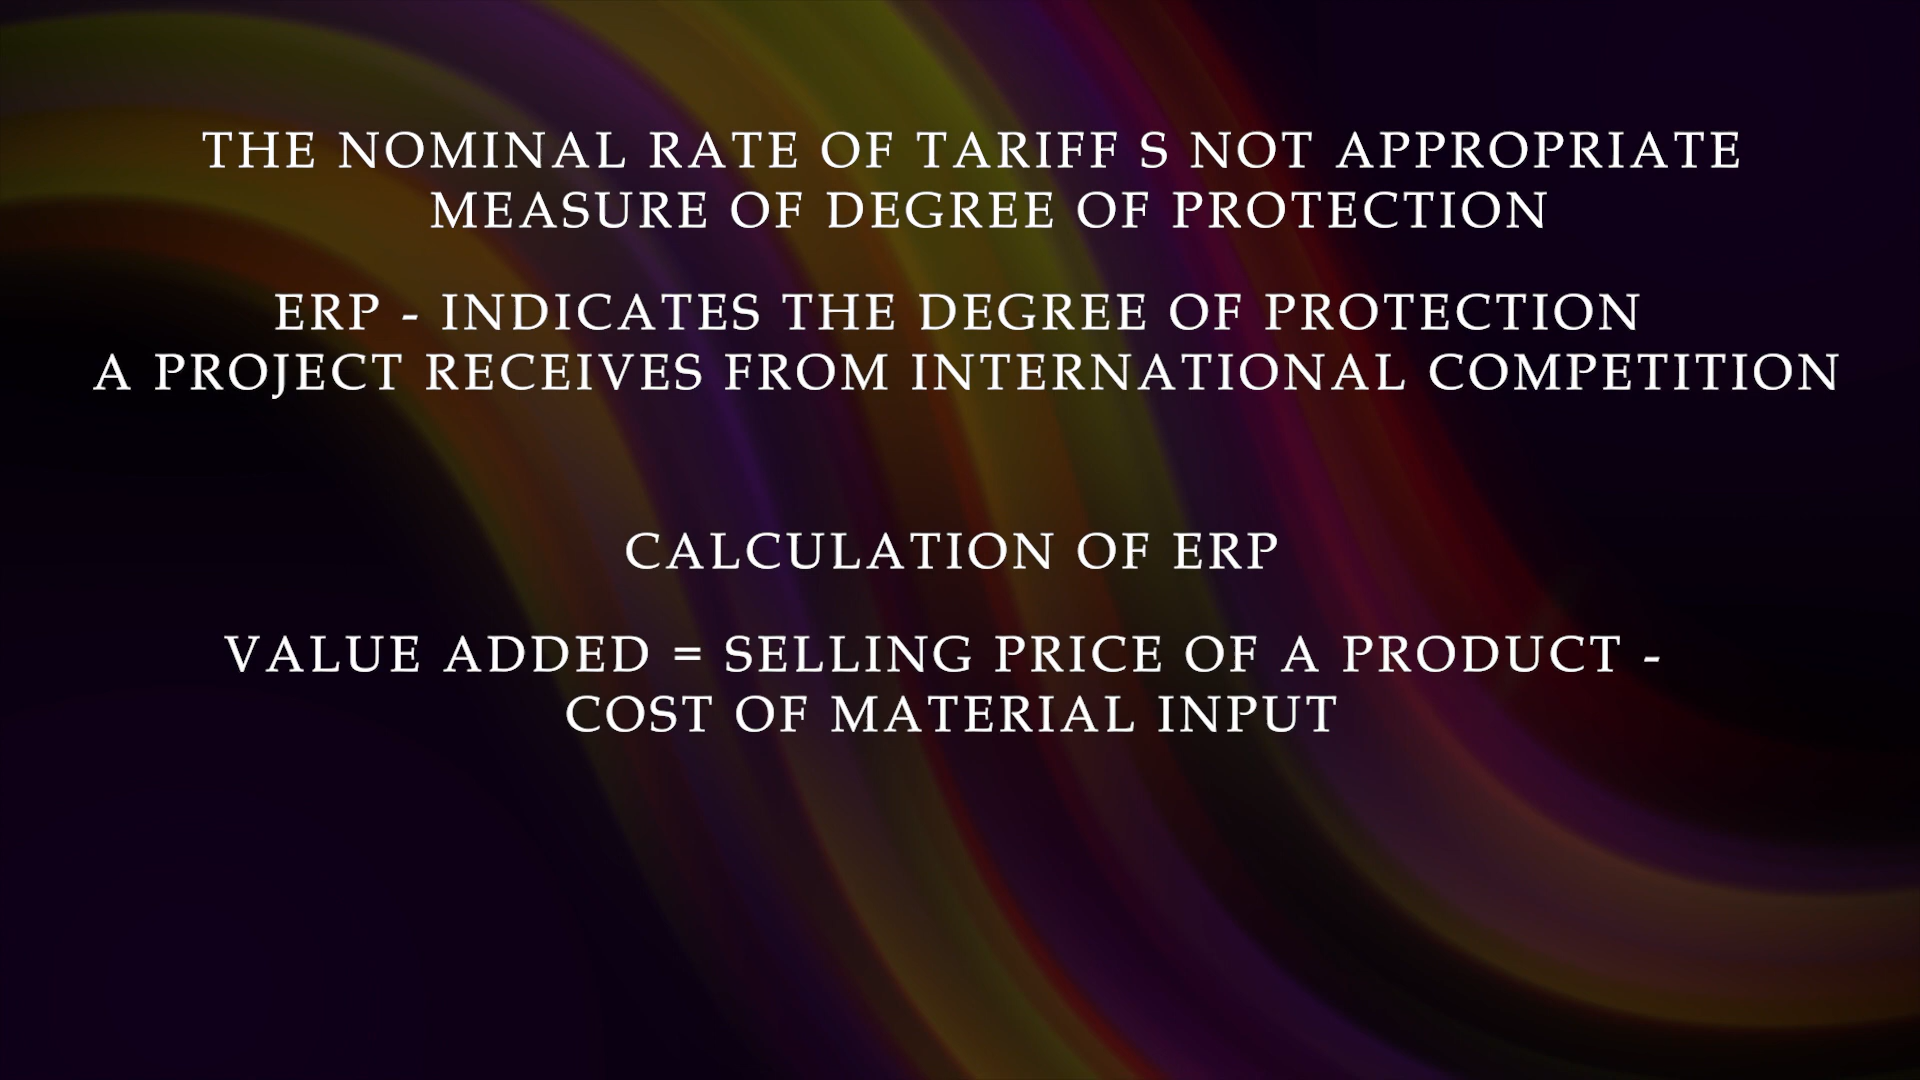 THE NOMINAL RATE OF TARIFF S NOT APPROPRIATE
MEASURE OF DEGREE OF PROTECTION
ERP - INDICATES THE DEGREE OF PROTECTION
A PROJECT RECEIVES FROM INTERNATIONAL COMPETITION
CALCULATION OF ERP
VALUE ADDED = SELLING PRICE OF A PRODUCT -
COST OF MATERIAL INPUT